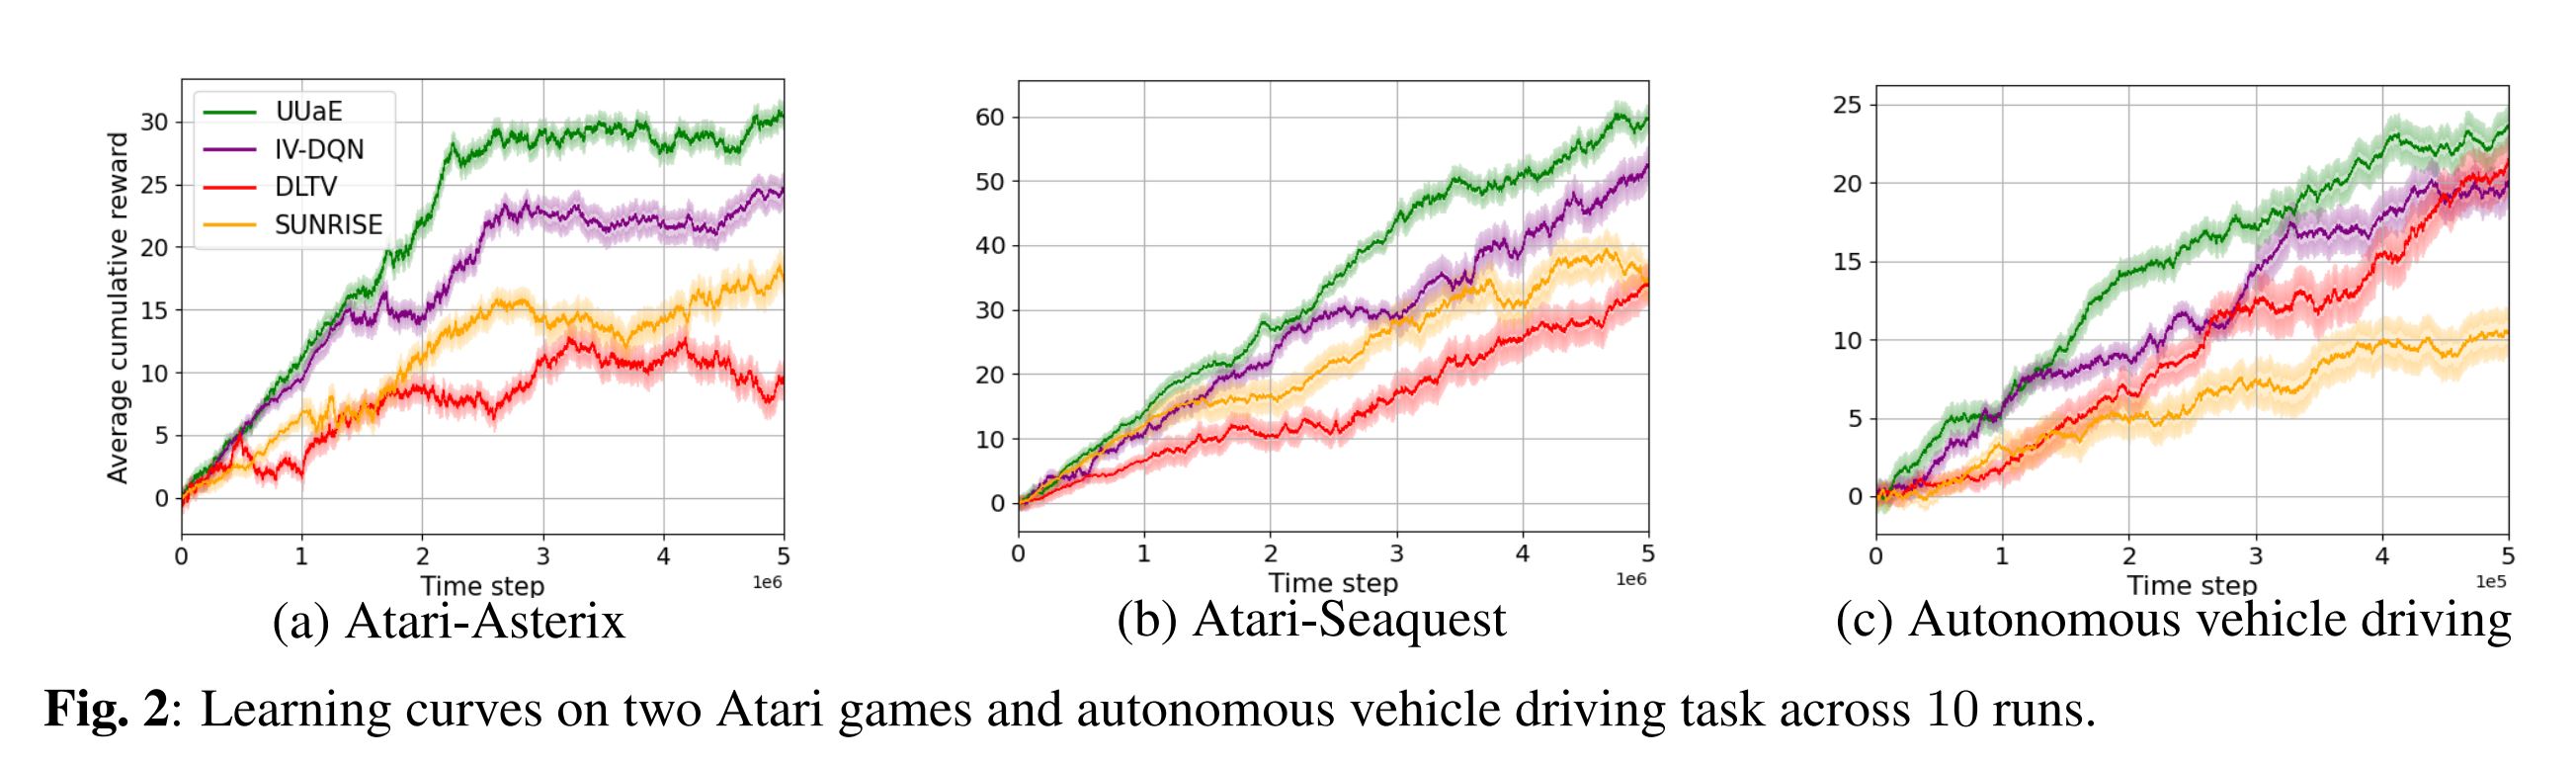 Average cumulative reward
30
25
20
15
10
5
0
UUaE
IV-DQN
DLTV
SUNRISE
0 1 2 3 4 5
Time step 1e6
(a) Atari-Asterix
60
50
40
30
20
10
0
0 1 2 3 4 5
Time step 1e6
(b) Atari-Seaquest
25
20
15
10
5
0
0 1 2 3 4 5
Time step 1e5
(c) Autonomous vehicle driving
Fig. 2: Learning curves on two Atari games and autonomous vehicle driving task across 10 runs.